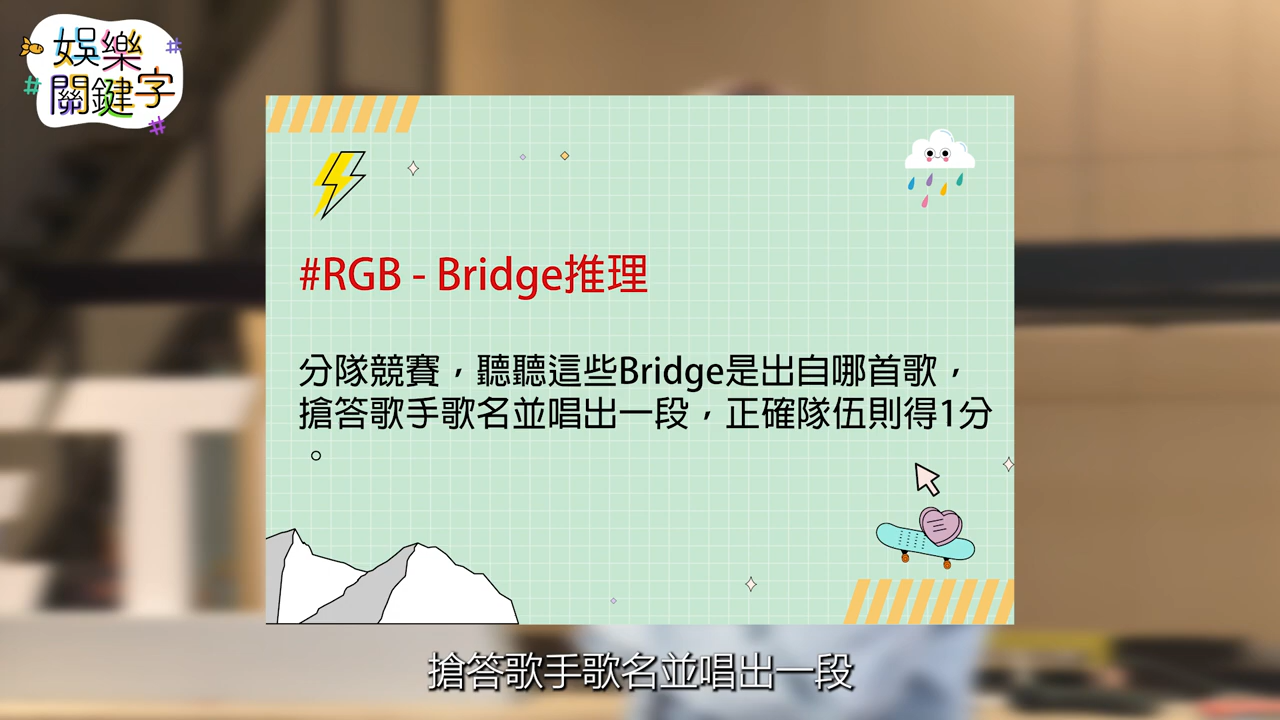 娛樂
關鍵字
#RGB - Bridge推理
分隊競賽，聽聽這些Bridge是出自哪首歌，
搶答歌手歌名並唱出一段，正確隊伍則得1分
。
搶答歌手歌名並唱出一段